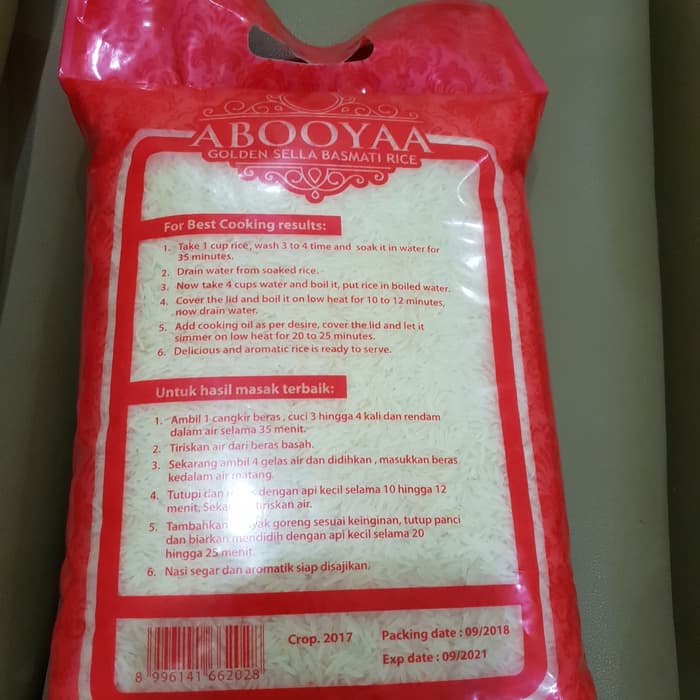 ABOOYAA
GOLDEN SELLA BASMATI RICE
For Best Cooking results:
1. Take 1 cup rice, wash 3 to 4 time and soak it in water for
35 minutes.
2. Drain water from soaked rice.
3. Now take 4 cups water and boil it, put rice in boiled water.
4. Cover the lid and boil it on low heat for 10 to 12 minutes,
now drain water.
5. Add cooking oil as per desire, cover the lid and let it
simmer on low heat for 20 to 25 minutes.
6. Delicious and aromatic rice is ready to serve.
Untuk hasil masak terbaik:
1. Ambil 1 cangkir beras , cuci 3 hingga 4 kali dan rendam
dalam air selama 35 menit.
2. Tiriskan air dari beras basah.
3. Sekarang ambil 4 gelas air dan didihkan , masukkan beras
kedalam air matang.
4. Tutupi dan dengan api kecil selama 10 hingga 12
menit, tiriskan air.
5. Tambahkan goreng sesuai keinginan, tutup panci
dan biarkan mendidih dengan api kecil selama 20
hingga 25 menit.
6. Nasi segar dan aromatik siap disajikan.
Crop. 2017
Packing date : 09/2018
Exp date : 09/2021
8 996141 662028